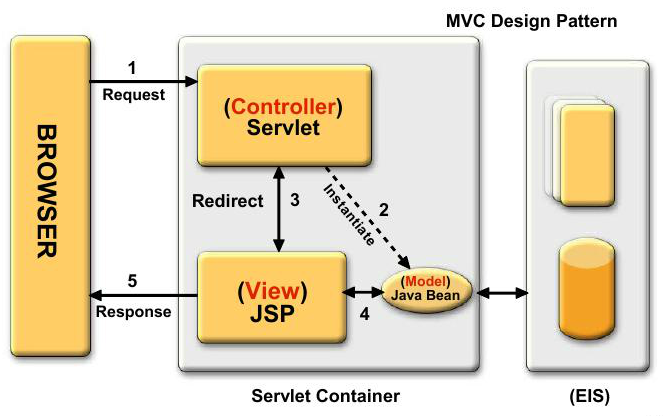 MVC Design Pattern
BROWSER
1
Request
(Controller)
Servlet
Redirect
3
2
Instantiate
(View)
JSP
(Model)
Java Bean
4
5
Response
Servlet Container
(EIS)